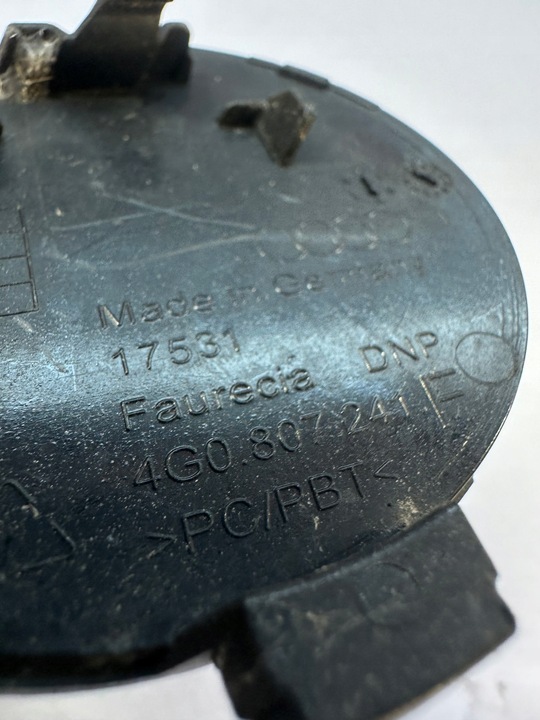 Made in Germany
17531
Faurecia DNP
4G0.807.241 F
>PC/PBT<